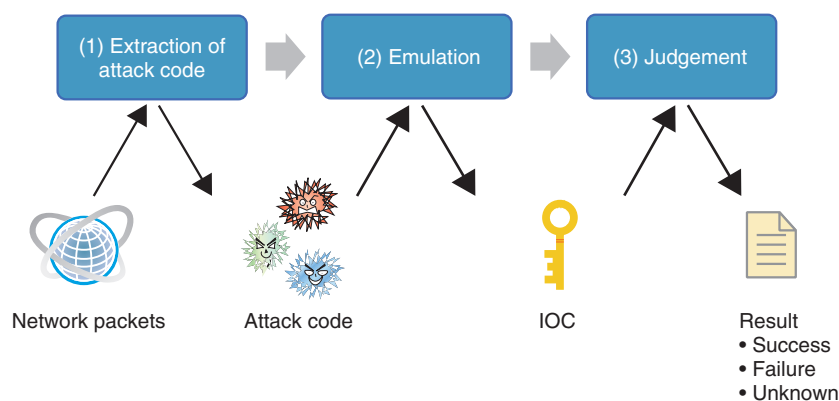 (1) Extraction of
attack code
(2) Emulation
(3) Judgement
Network packets
Attack code
IOC
Result
• Success
• Failure
• Unknown